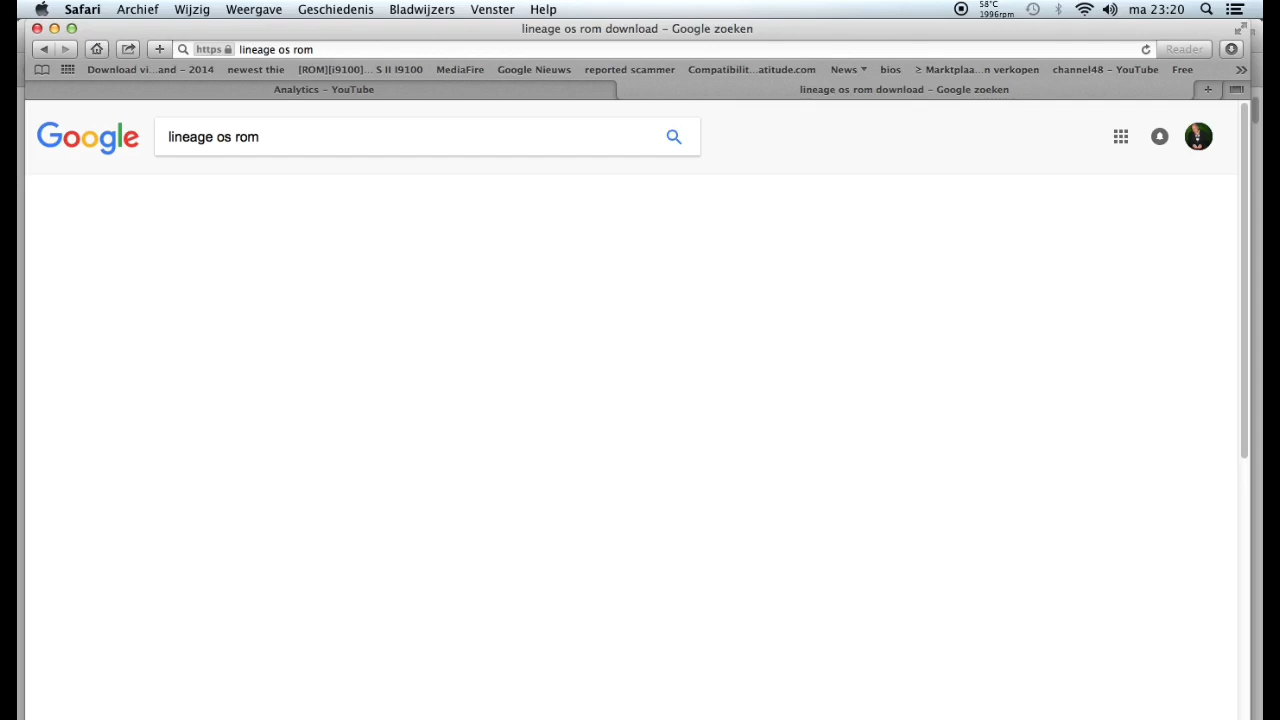 Safari Archief Wijzig Weergave Geschiedenis Bladwijzers Venster Help 58°C 1996rpm ma 23:20
lineage os rom download – Google zoeken
https lineage os rom Reader
Download vi...and – 2014 newest thie [ROM][i9100]... S II I9100 MediaFire Google Nieuws reported scammer Compatibilit...atitude.com News bios ≥ Marktplaa...n verkopen channel48 – YouTube Free
Analytics – YouTube lineage os rom download – Google zoeken
Google lineage os rom